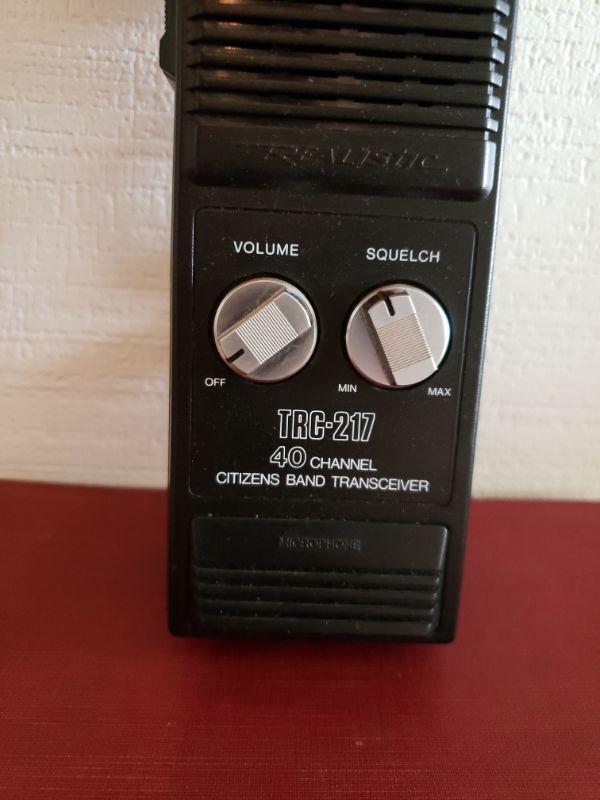 REALISTIC
VOLUME SQUELCH
OFF MIN MAX
TRC-217
40 CHANNEL
CITIZENS BAND TRANSCEIVER
MICROPHONE